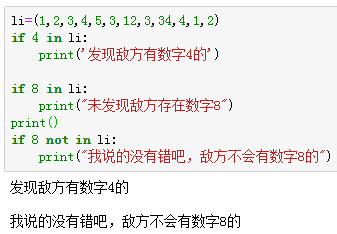 li=(1,2,3,4,5,3,12,3,34,4,1,2)
if 4 in li:
    print('发现敌方有数字4的')

if 8 in li:
    print("未发现敌方存在数字8")
print()
if 8 not in li:
    print("我说的没有错吧，敌方不会有数字8的")
发现敌方有数字4的

我说的没有错吧，敌方不会有数字8的